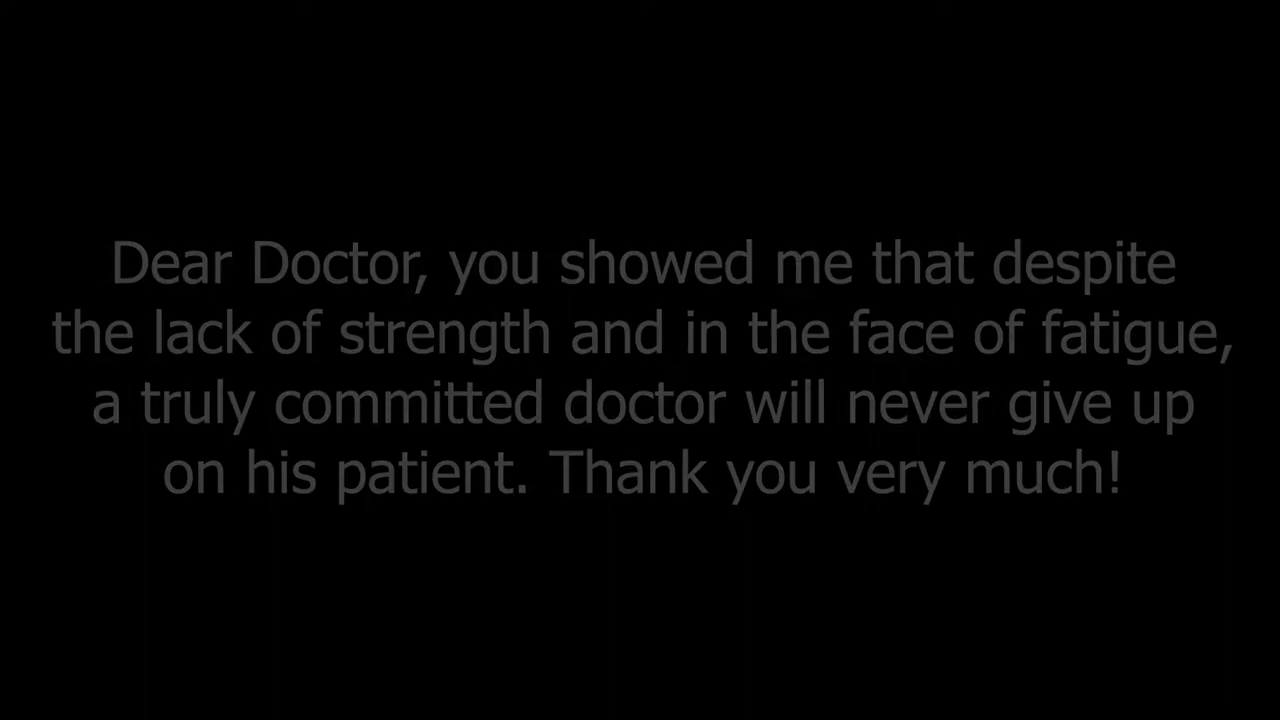 Dear Doctor, you showed me that despite
the lack of strength and in the face of fatigue,
a truly committed doctor will never give up
on his patient. Thank you very much!